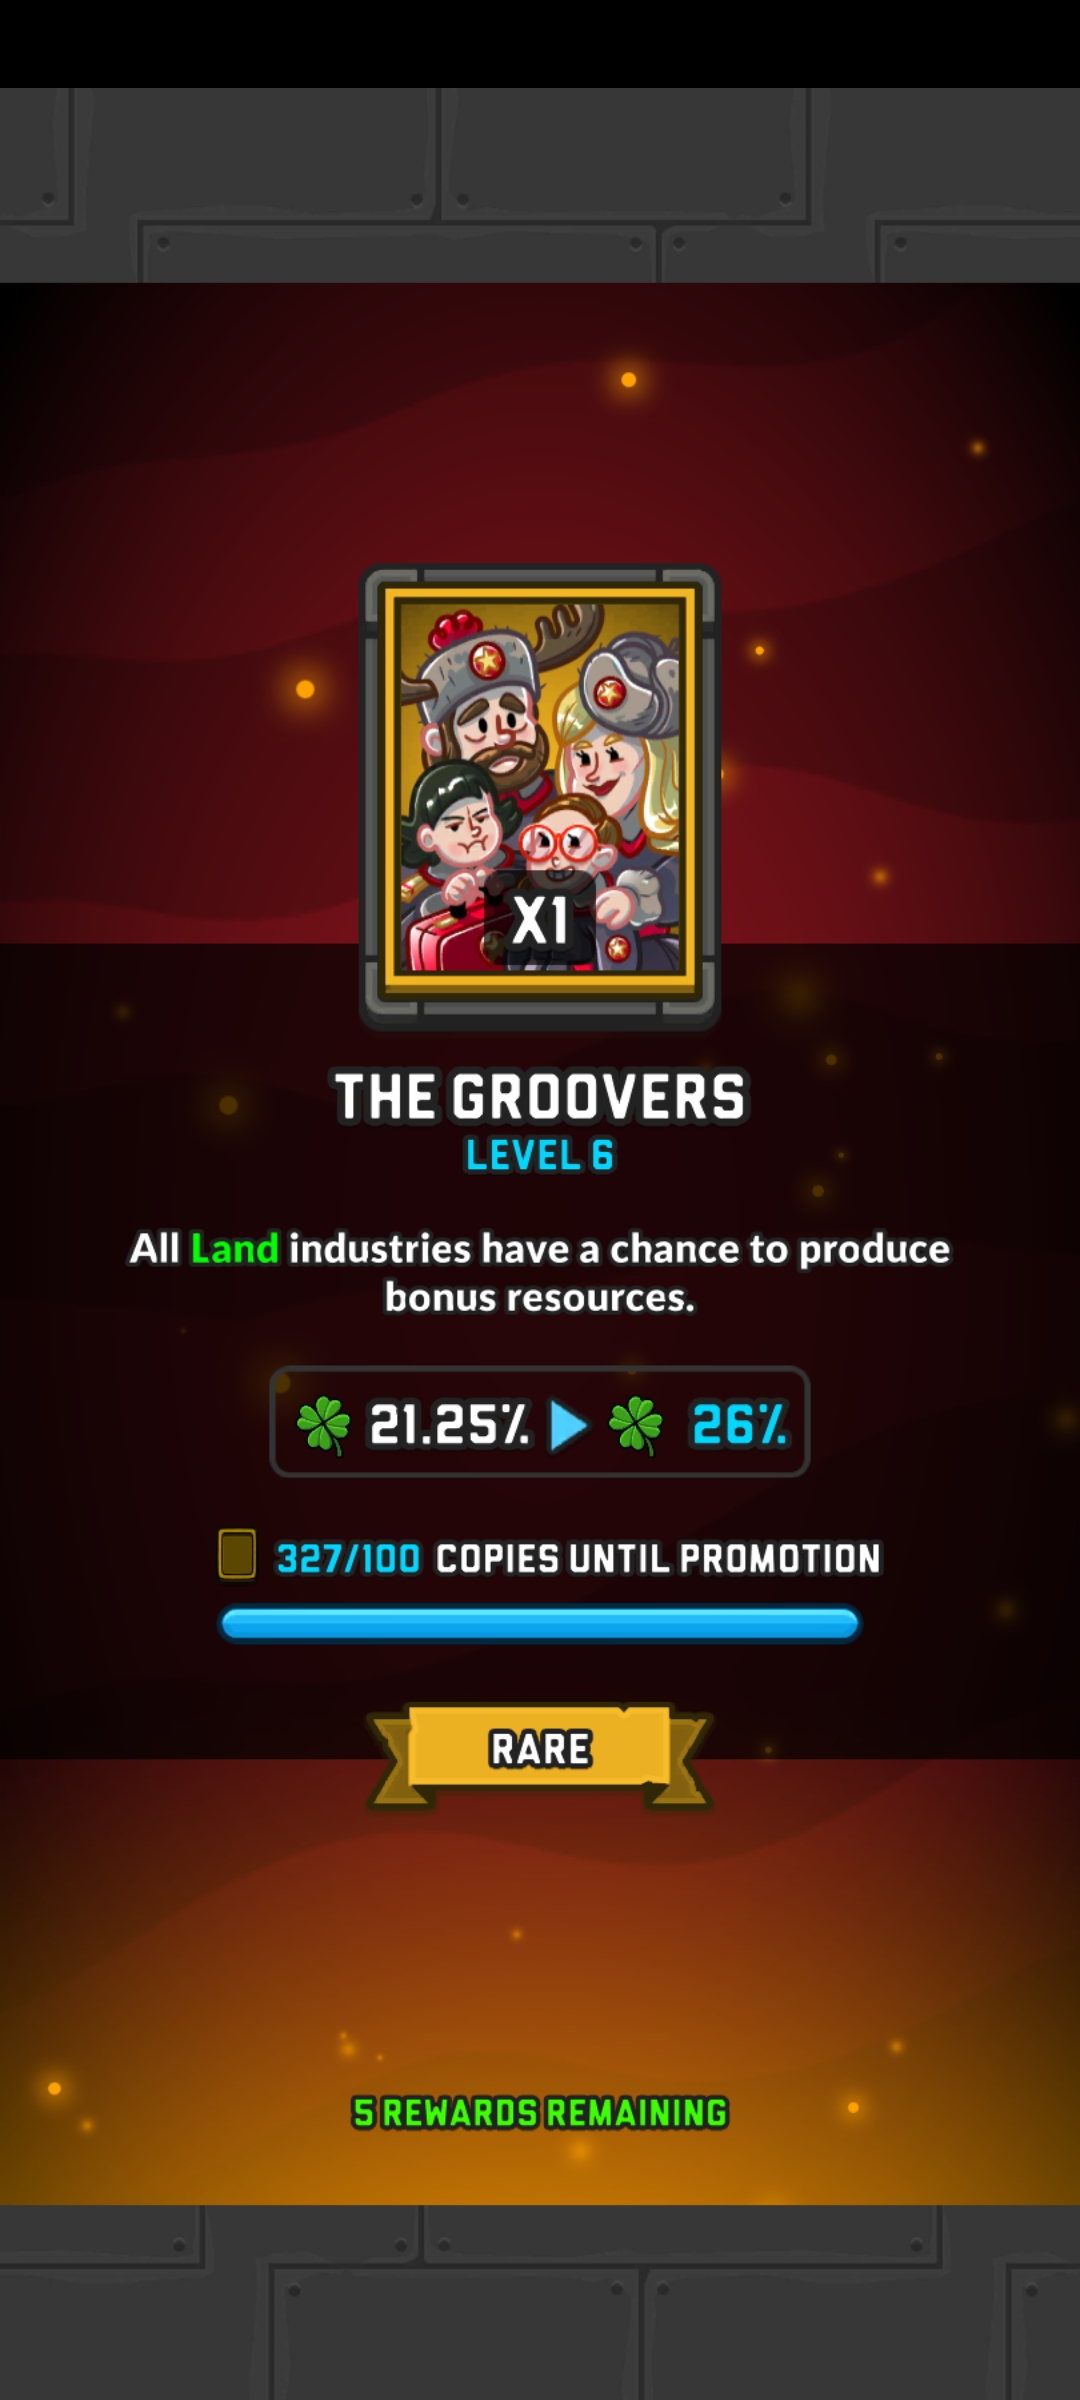 X1
THE GROOVERS
LEVEL 6
All Land industries have a chance to produce
bonus resources.
21.25% 26%
327/100 COPIES UNTIL PROMOTION
RARE
5 REWARDS REMAINING